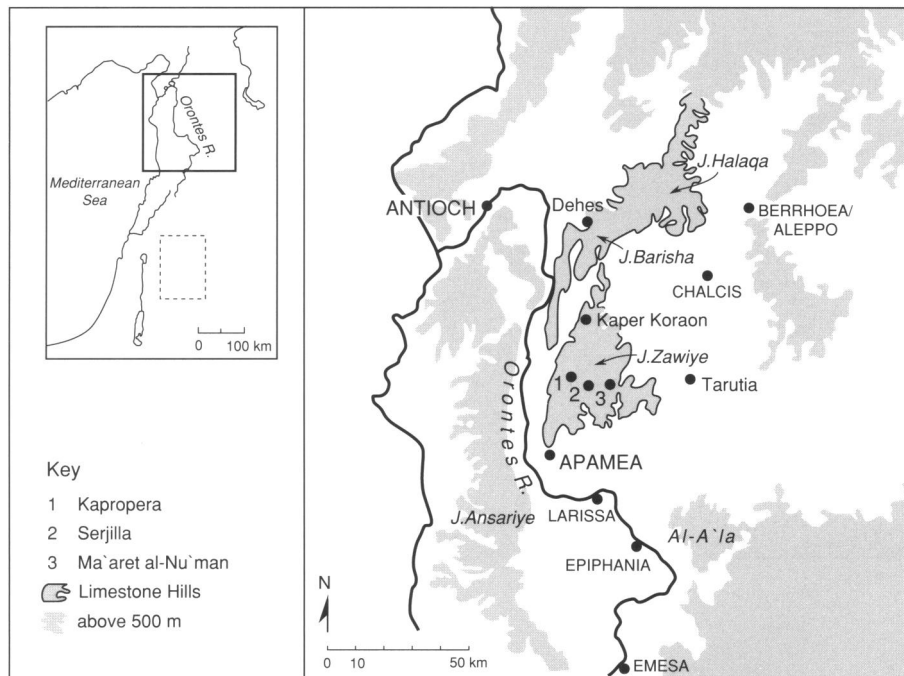 Orontes R.
Mediterranean
Sea
0 100 km
Key
1 Kapropera
2 Serjilla
3 Ma`aret al-Nu`man
Limestone Hills
above 500 m
J.Halaqa
ANTIOCH
Dehes
BERRHOEA/
ALEPPO
J.Barisha
CHALCIS
Kaper Koraon
J.Zawiye
1
2
3
Tarutia
Orontes R.
APAMEA
J.Ansariye
LARISSA
Al-A`la
EPIPHANIA
N
0 10 50 km
EMESA